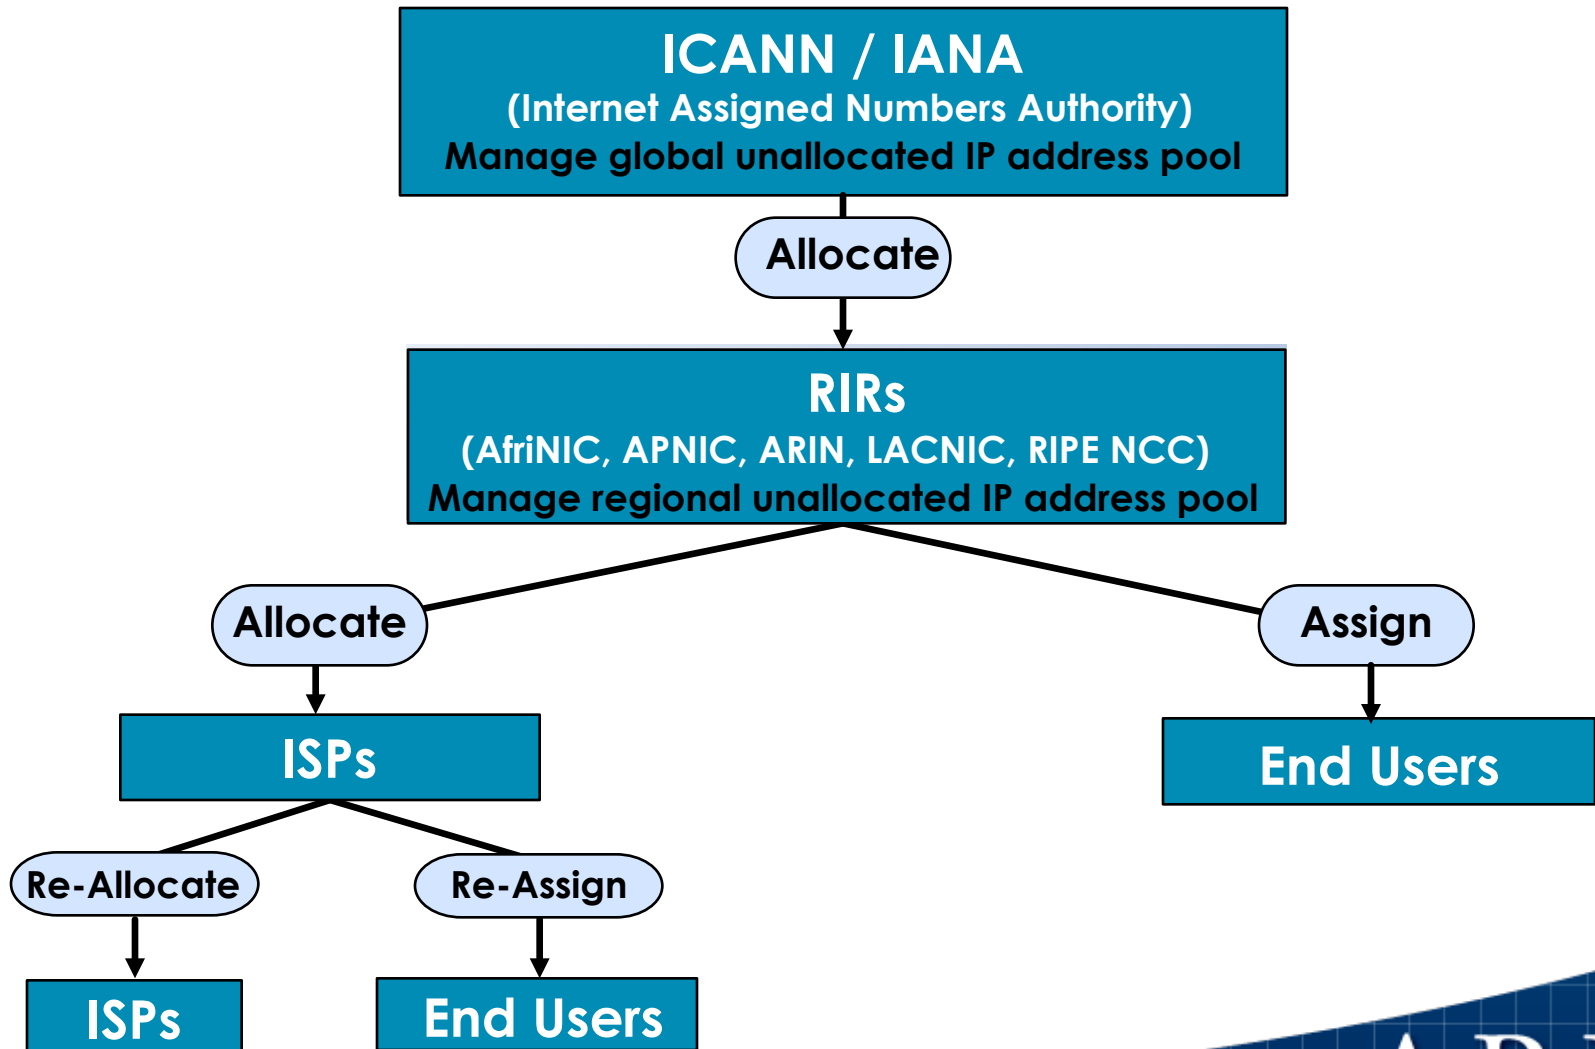 ICANN / IANA
(Internet Assigned Numbers Authority)
Manage global unallocated IP address pool
Allocate
RIRs
(AfriNIC, APNIC, ARIN, LACNIC, RIPE NCC)
Manage regional unallocated IP address pool
Allocate
Assign
ISPs
End Users
Re-Allocate
Re-Assign
ISPs
End Users